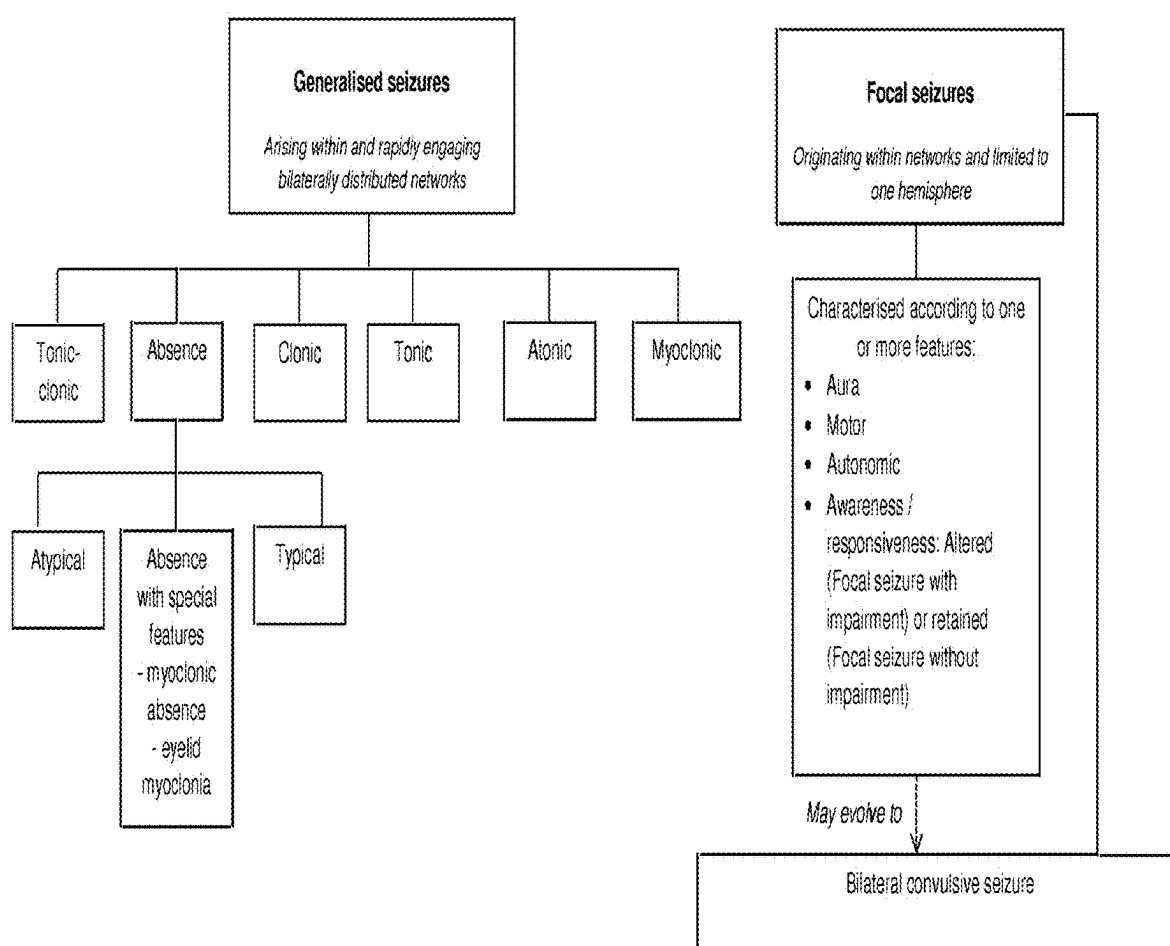 Generalised seizures
Arising within and rapidly engaging
bilaterally distributed networks
Tonic-
clonic
Absence
Clonic
Tonic
Atonic
Myoclonic
Atypical
Absence
with special
features
- myoclonic
absence
- eyelid
myoclonia
Typical
Focal seizures
Originating within networks and limited to
one hemisphere
Characterised according to one
or more features:
• Aura
• Motor
• Autonomic
• Awareness /
responsiveness: Altered
(Focal seizure with
impairment) or retained
(Focal seizure without
impairment)
May evolve to
Bilateral convulsive seizure